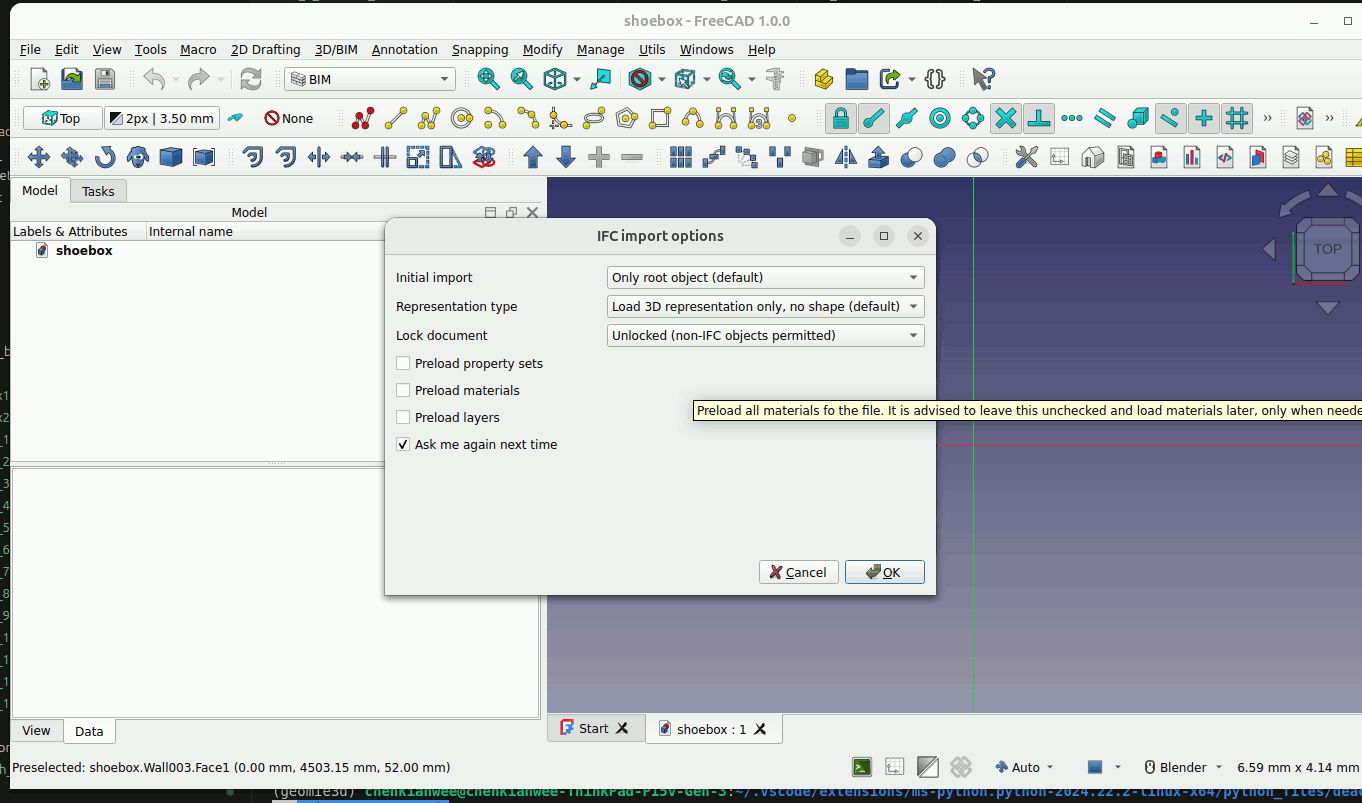 shoebox - FreeCAD 1.0.0
File Edit View Tools Macro 2D Drafting 3D/BIM Annotation Snapping Modify Manage Utils Windows Help
BIM
Top 2px | 3.50 mm None
Model Tasks
Model
Labels & Attributes Internal name
shoebox
IFC import options
Initial import Only root object (default)
Representation type Load 3D representation only, no shape (default)
Lock document Unlocked (non-IFC objects permitted)
Preload property sets
Preload materials
Preload all materials fo the file. It is advised to leave this unchecked and load materials later, only when neede
Preload layers
Ask me again next time
Cancel OK
TOP
View Data
Start shoebox : 1
Preselected: shoebox.Wall003.Face1 (0.00 mm, 4503.15 mm, 52.00 mm)
Auto Blender 6.59 mm x 4.14 mm
(geomie3d) chenkianwee@chenkianwee-ThinkPad-P15v-Gen-3:~/.vscode/extensions/ms-python.python-2024.22.2-linux-x64/python_files/dea